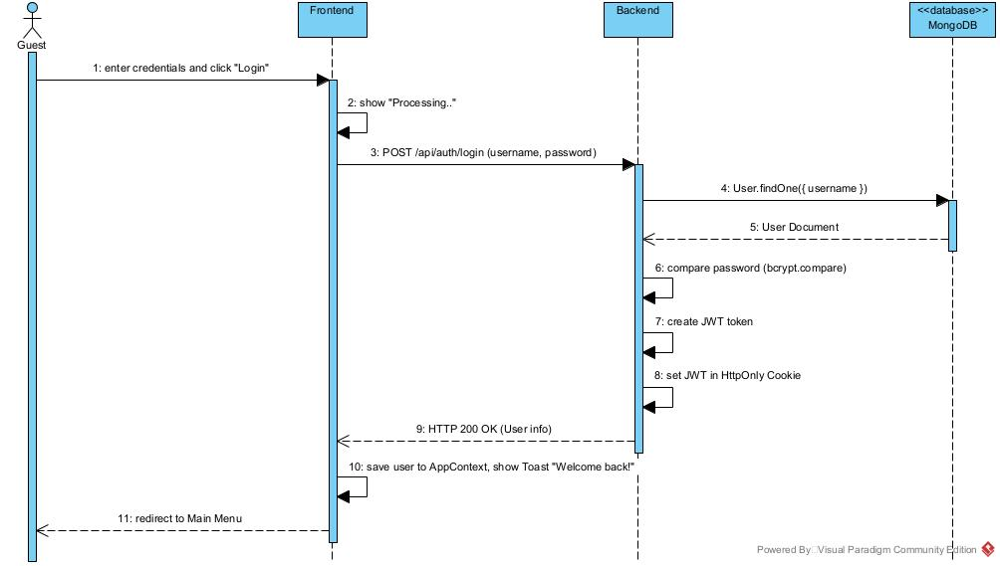 Guest
Frontend
Backend
<<database>>
MongoDB
1: enter credentials and click "Login"
2: show "Processing.."
3: POST /api/auth/login (username, password)
4: User.findOne({ username })
5: User Document
6: compare password (bcrypt.compare)
7: create JWT token
8: set JWT in HttpOnly Cookie
9: HTTP 200 OK (User info)
10: save user to AppContext, show Toast "Welcome back!"
11: redirect to Main Menu
Powered By Visual Paradigm Community Edition